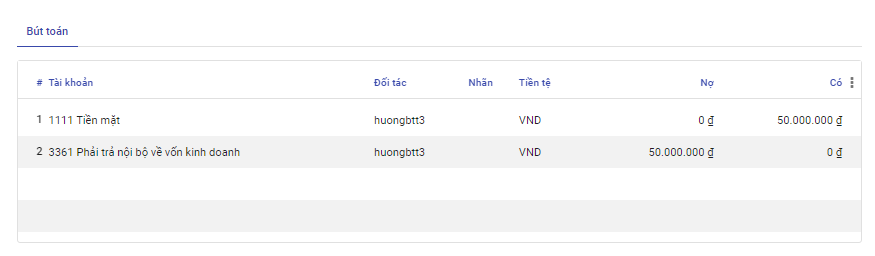 Bút toán
# Tài khoản Đối tác Nhãn Tiền tệ Nợ Có
1 1111 Tiền mặt huongbtt3 VND 0 ₫ 50.000.000 ₫
2 3361 Phải trả nội bộ về vốn kinh doanh huongbtt3 VND 50.000.000 ₫ 0 ₫